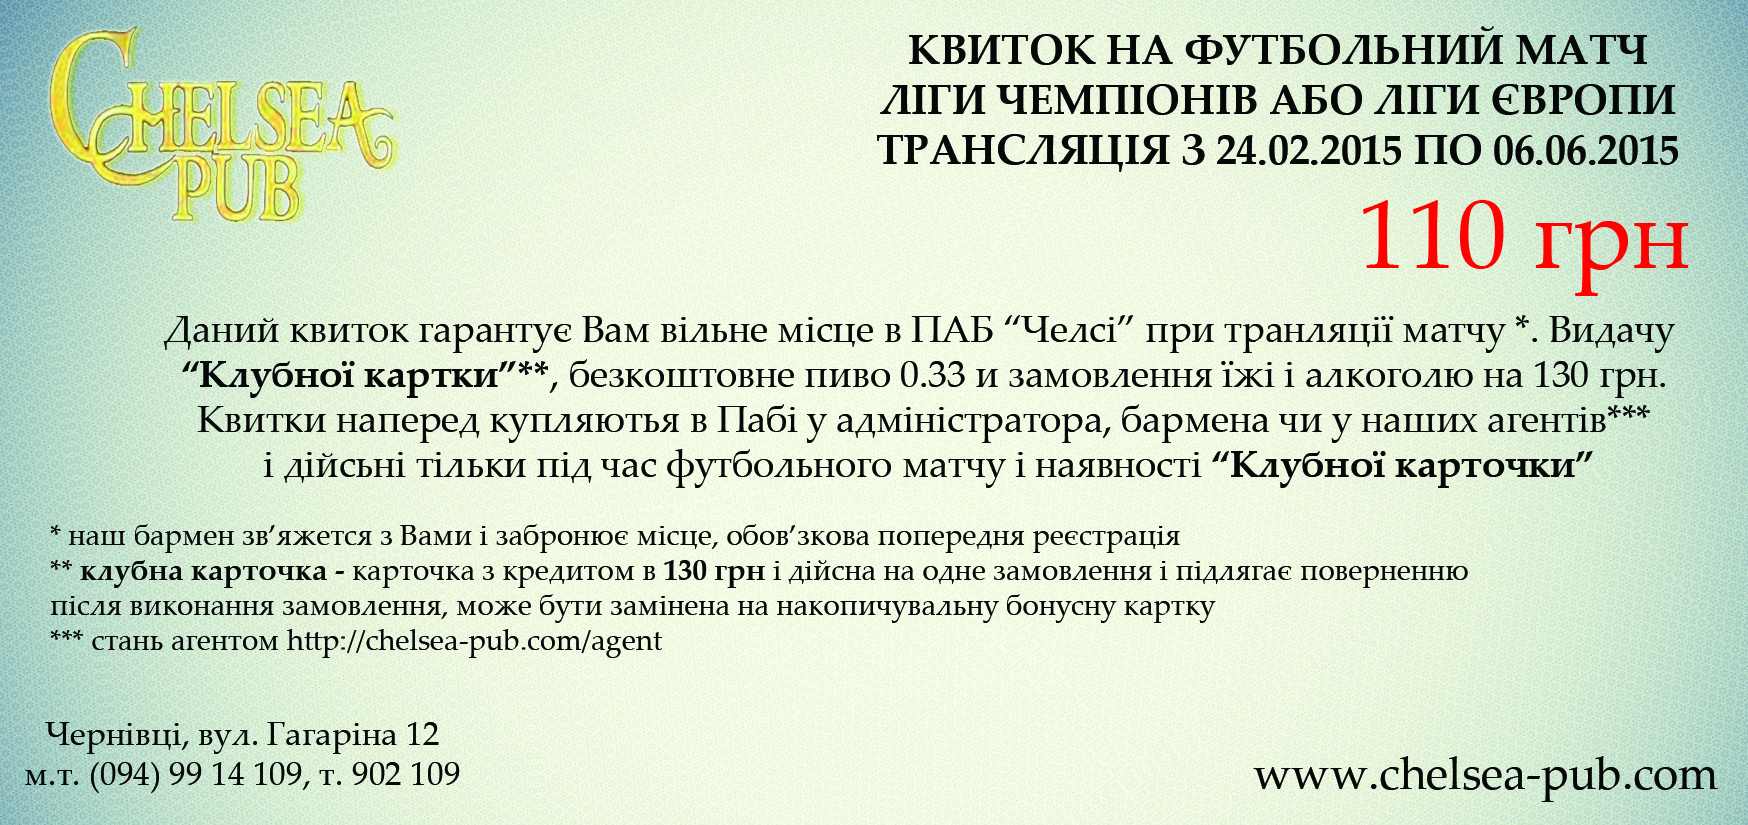 CHELSEA
PUB
КВИТОК НА ФУТБОЛЬНИЙ МАТЧ
ЛІГИ ЧЕМПІОНІВ АБО ЛІГИ ЄВРОПИ
ТРАНСЛЯЦІЯ З 24.02.2015 ПО 06.06.2015
110 грн
Даний квиток гарантує Вам вільне місце в ПАБ “Челсі” при транляції матчу *. Видачу
“Клубної картки”**, безкоштовне пиво 0.33 и замовлення їжі і алкоголю на 130 грн.
Квитки наперед купляютья в Пабі у адміністратора, бармена чи у наших агентів***
і дійсьні тільки під час футбольного матчу і наявності “Клубної карточки”
* наш бармен зв’яжется з Вами і забронює місце, обов’зкова попередня реєстрація
** клубна карточка - карточка з кредитом в 130 грн і дійсна на одне замовлення і підлягає поверненню
після виконання замовлення, може бути замінена на накопичувальну бонусну картку
*** стань агентом http://chelsea-pub.com/agent
Чернівці, вул. Гагаріна 12
м.т. (094) 99 14 109, т. 902 109
www.chelsea-pub.com